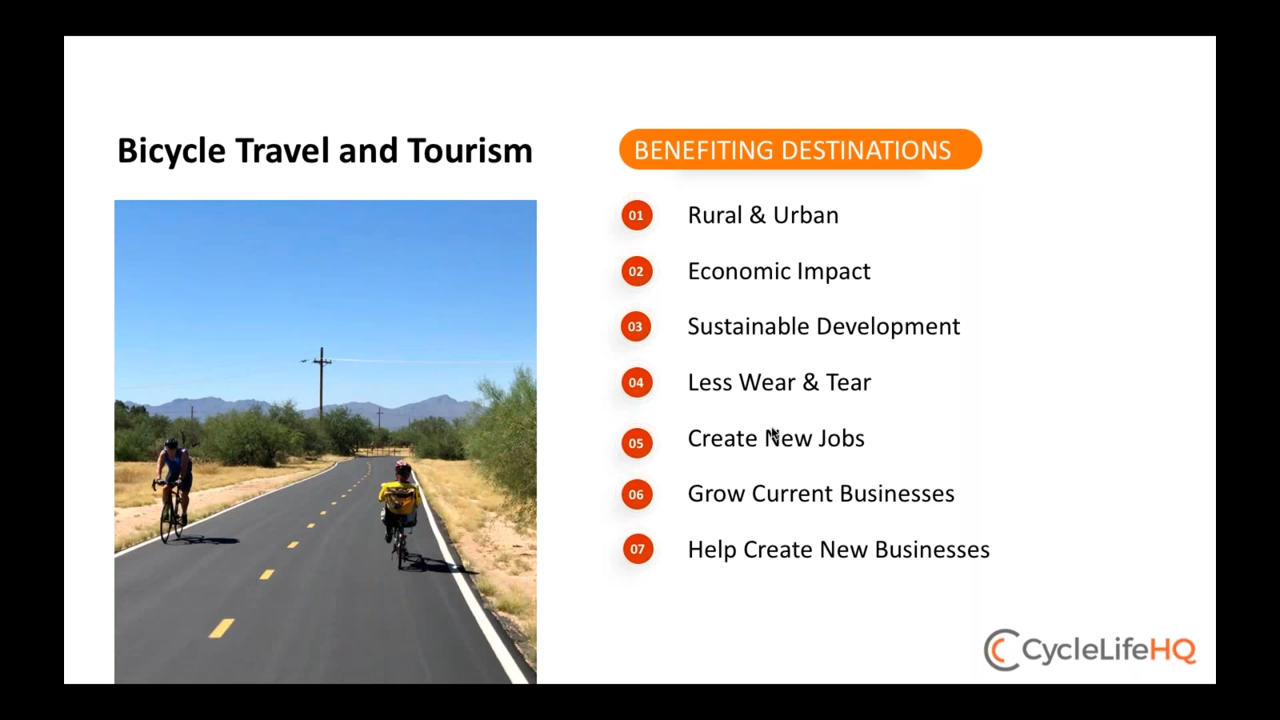 Bicycle Travel and Tourism
BENEFITING DESTINATIONS
01 Rural & Urban
02 Economic Impact
03 Sustainable Development
04 Less Wear & Tear
05 Create New Jobs
06 Grow Current Businesses
07 Help Create New Businesses
CycleLifeHQ